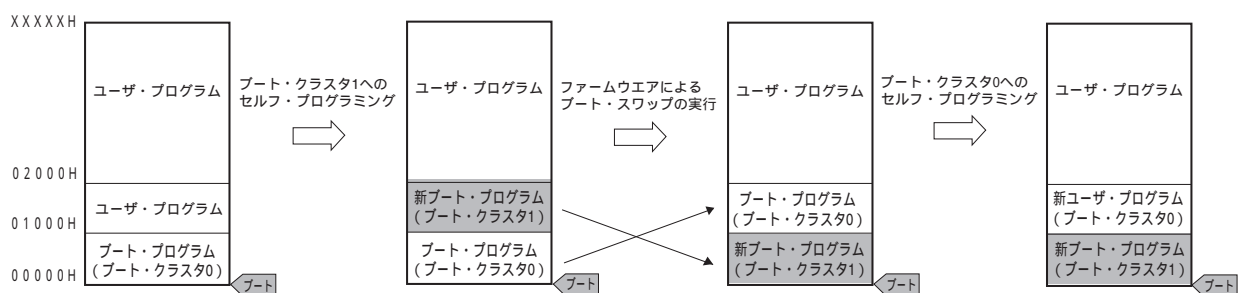 XXXXXH
ユーザ・プログラム
02000H
ユーザ・プログラム
01000H
ブート・プログラム
(ブート・クラスタ0)
00000H
ブート
ブート・クラスタ1への
セルフ・プログラミング
ユーザ・プログラム
新ブート・プログラム
(ブート・クラスタ1)
ブート・プログラム
(ブート・クラスタ0)
ブート
ファームウエアによる
ブート・スワップの実行
ユーザ・プログラム
ブート・プログラム
(ブート・クラスタ0)
新ブート・プログラム
(ブート・クラスタ1)
ブート
ブート・クラスタ0への
セルフ・プログラミング
ユーザ・プログラム
新ユーザ・プログラム
(ブート・クラスタ0)
新ブート・プログラム
(ブート・クラスタ1)
ブート